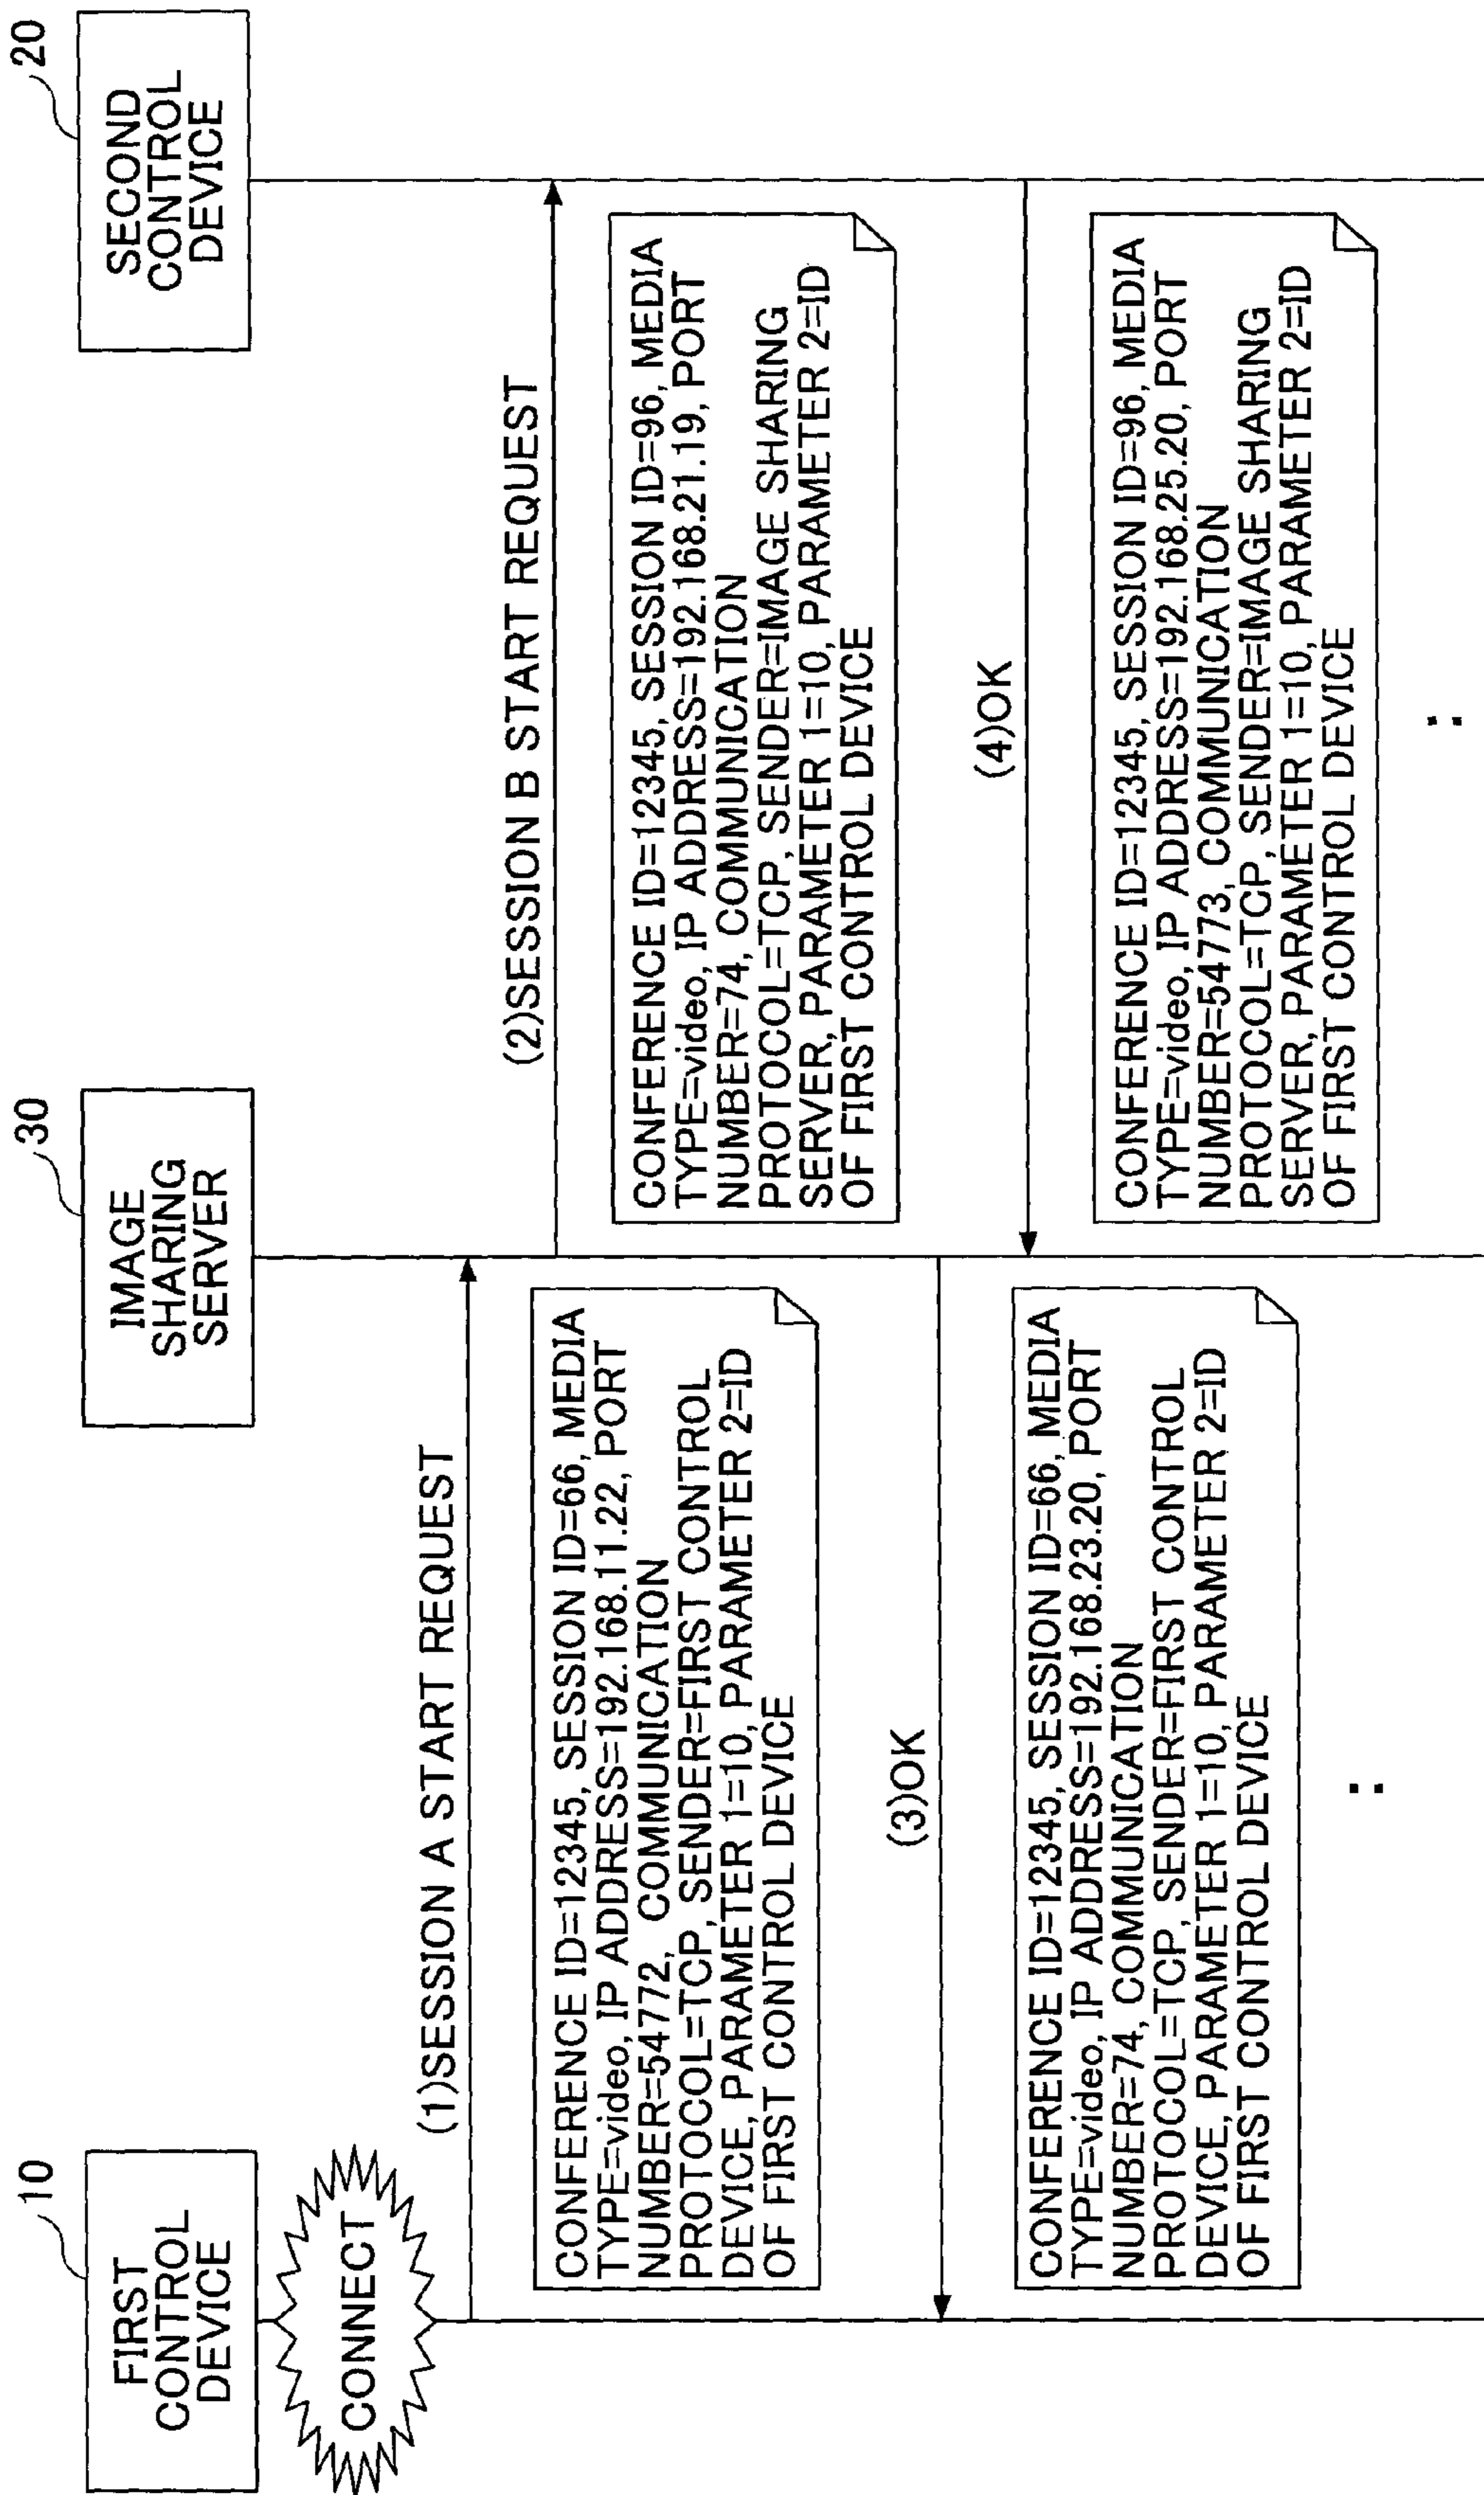 10
FIRST
CONTROL
DEVICE
30
IMAGE
SHARING
SERVER
20
SECOND
CONTROL
DEVICE
CONNECT
(1)SESSION A START REQUEST
CONFERENCE ID=12345, SESSION ID=66, MEDIA
TYPE=video, IP ADDRESS=192.168.11.22, PORT
NUMBER=54772, COMMUNICATION
PROTOCOL=TCP, SENDER=FIRST CONTROL
DEVICE, PARAMETER 1=10, PARAMETER 2=ID
OF FIRST CONTROL DEVICE
(2)SESSION B START REQUEST
CONFERENCE ID=12345, SESSION ID=96, MEDIA
TYPE=video, IP ADDRESS=192.168.21.19, PORT
NUMBER=74, COMMUNICATION
PROTOCOL=TCP, SENDER=IMAGE SHARING
SERVER, PARAMETER 1=10, PARAMETER 2=ID
OF FIRST CONTROL DEVICE
(3)OK
CONFERENCE ID=12345, SESSION ID=66, MEDIA
TYPE=video, IP ADDRESS=192.168.23.20, PORT
NUMBER=74, COMMUNICATION
PROTOCOL=TCP, SENDER=FIRST CONTROL
DEVICE, PARAMETER 1=10, PARAMETER 2=ID
OF FIRST CONTROL DEVICE
(4)OK
CONFERENCE ID=12345, SESSION ID=96, MEDIA
TYPE=video, IP ADDRESS=192.168.25.20, PORT
NUMBER=54773, COMMUNICATION
PROTOCOL=TCP, SENDER=IMAGE SHARING
SERVER, PARAMETER 1=10, PARAMETER 2=ID
OF FIRST CONTROL DEVICE